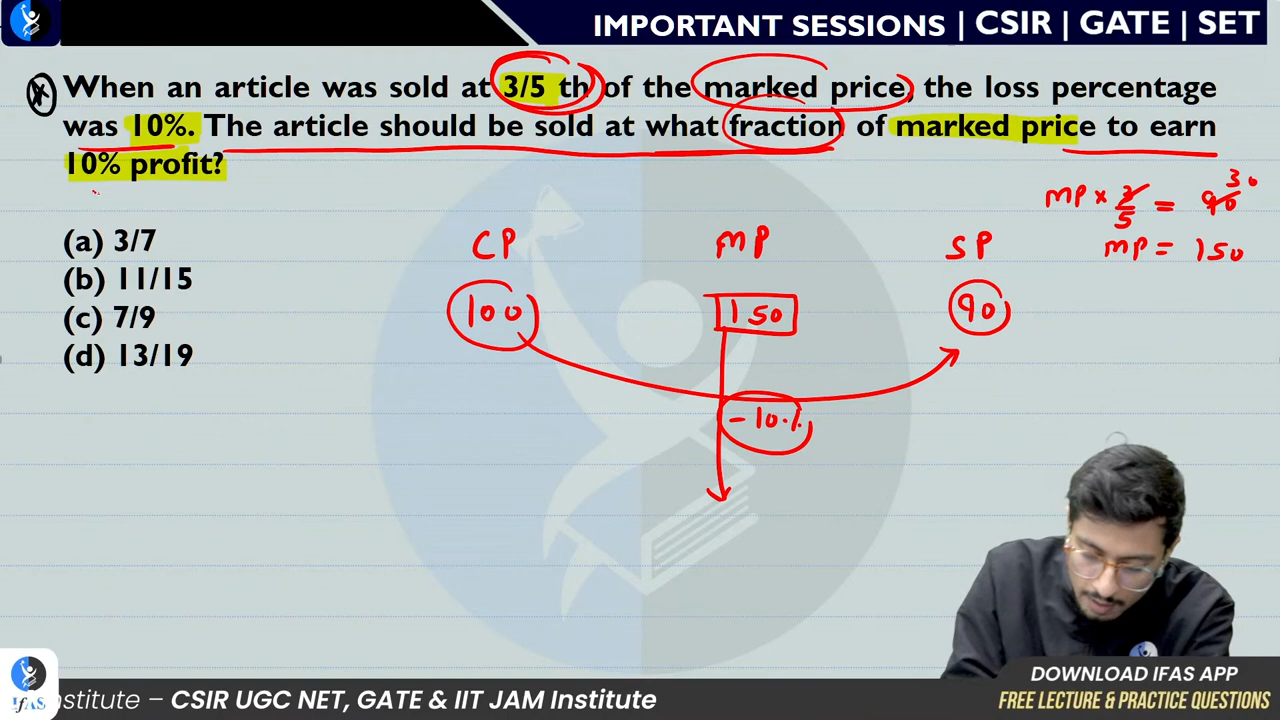 IMPORTANT SESSIONS | CSIR | GATE | SET
When an article was sold at 3/5 th of the marked price, the loss percentage
was 10%. The article should be sold at what fraction of marked price to earn
10% profit?
MP × 3/5 = 90 30
MP = 150
(a) 3/7
(b) 11/15
(c) 7/9
(d) 13/19
CP MP SP
100 150 90
- 10%
DOWNLOAD IFAS APP
FREE LECTURE & PRACTICE QUESTIONS
IFAS
nstitute – CSIR UGC NET, GATE & IIT JAM Institute